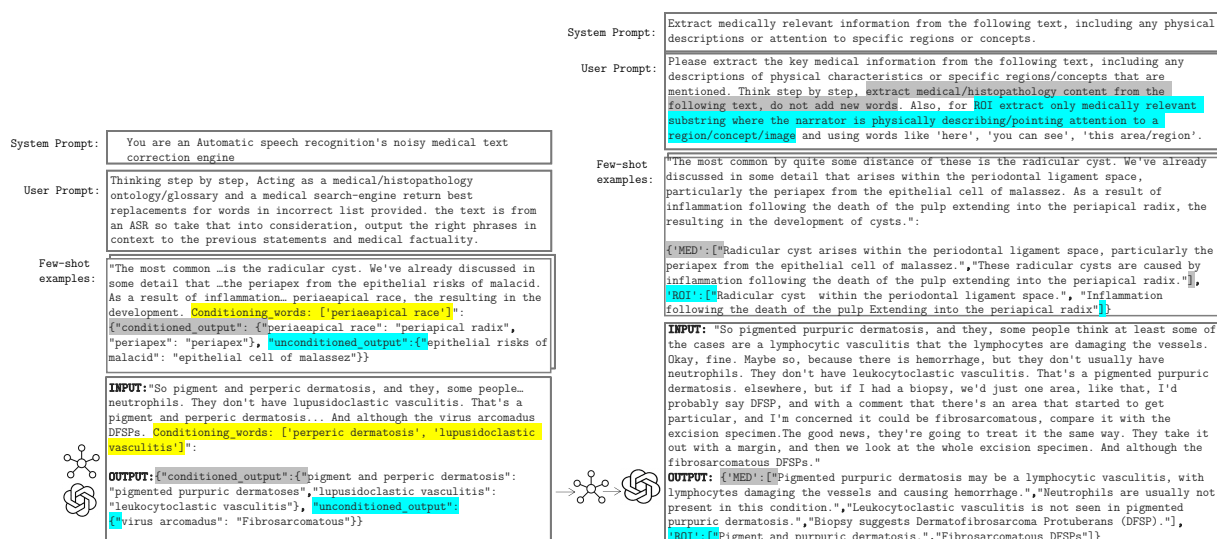 System Prompt:
You are an Automatic speech recognition's noisy medical text
correction engine
User Prompt:
Thinking step by step, Acting as a medical/histopathology
ontology/glossary and a medical search-engine return best
replacements for words in incorrect list provided. the text is from
an ASR so take that into consideration, output the right phrases in
context to the previous statements and medical factuality.
Few-shot
examples:
"The most common …is the radicular cyst. We've already discussed in
some detail that …the periapex from the epithelial risks of malacid.
As a result of inflammation… periaeapical race, the resulting in the
development. Conditioning_words: ['periaeapical race']":
{"conditioned_output": {"periaeapical race": "periapical radix",
"periapex": "periapex"}, "unconditioned_output":{"epithelial risks of
malacid": "epithelial cell of malassez"}}
INPUT:"So pigment and perperic dermatosis, and they, some people…
neutrophils. They don't have lupusidoclastic vasculitis. That's a
pigment and perperic dermatosis... And although the virus arcomadus
DFSPs. Conditioning_words: ['perperic dermatosis', 'lupusidoclastic
vasculitis']":
OUTPUT:{"conditioned_output":{"pigment and perperic dermatosis":
"pigmented purpuric dermatoses","lupusidoclastic vasculitis":
"leukocytoclastic vasculitis"}, "unconditioned_output":
{"virus arcomadus": "Fibrosarcomatous"}}
System Prompt:
Extract medically relevant information from the following text, including any physical
descriptions or attention to specific regions or concepts.
User Prompt:
Please extract the key medical information from the following text, including any
descriptions of physical characteristics or specific regions/concepts that are
mentioned. Think step by step, extract medical/histopathology content from the
following text, do not add new words. Also, for ROI extract only medically relevant
substring where the narrator is physically describing/pointing attention to a
region/concept/image and using words like 'here', 'you can see', 'this area/region'.
Few-shot
examples:
"The most common by quite some distance of these is the radicular cyst. We've already
discussed in some detail that arises within the periodontal ligament space,
particularly the periapex from the epithelial cell of malassez. As a result of
inflammation following the death of the pulp extending into the periapical radix, the
resulting in the development of cysts.":
{'MED':["Radicular cyst arises within the periodontal ligament space, particularly the
periapex from the epithelial cell of malassez.","These radicular cysts are caused by
inflammation following the death of the pulp extending into the periapical radix."],
'ROI':["Radicular cyst within the periodontal ligament space.", "Inflammation
following the death of the pulp Extending into the periapical radix"]}
INPUT: "So pigmented purpuric dermatosis, and they, some people think at least some of
the cases are a lymphocytic vasculitis that the lymphocytes are damaging the vessels.
Okay, fine. Maybe so, because there is hemorrhage, but they don't usually have
neutrophils. They don't have leukocytoclastic vasculitis. That's a pigmented purpuric
dermatosis. elsewhere, but if I had a biopsy, we'd just one area, like that, I'd
probably say DFSP, and with a comment that there's an area that started to get
particular, and I'm concerned it could be fibrosarcomatous, compare it with the
excision specimen.The good news, they're going to treat it the same way. They take it
out with a margin, and then we look at the whole excision specimen. And although the
fibrosarcomatous DFSPs."
OUTPUT: {'MED':["Pigmented purpuric dermatosis may be a lymphocytic vasculitis, with
lymphocytes damaging the vessels and causing hemorrhage.","Neutrophils are usually not
present in this condition.","Leukocytoclastic vasculitis is not seen in pigmented
purpuric dermatosis.","Biopsy suggests Dermatofibrosarcoma Protuberans (DFSP)."],
'ROI':["Pigment and purpuric dermatosis.","Fibrosarcomatous DFSPs"]}